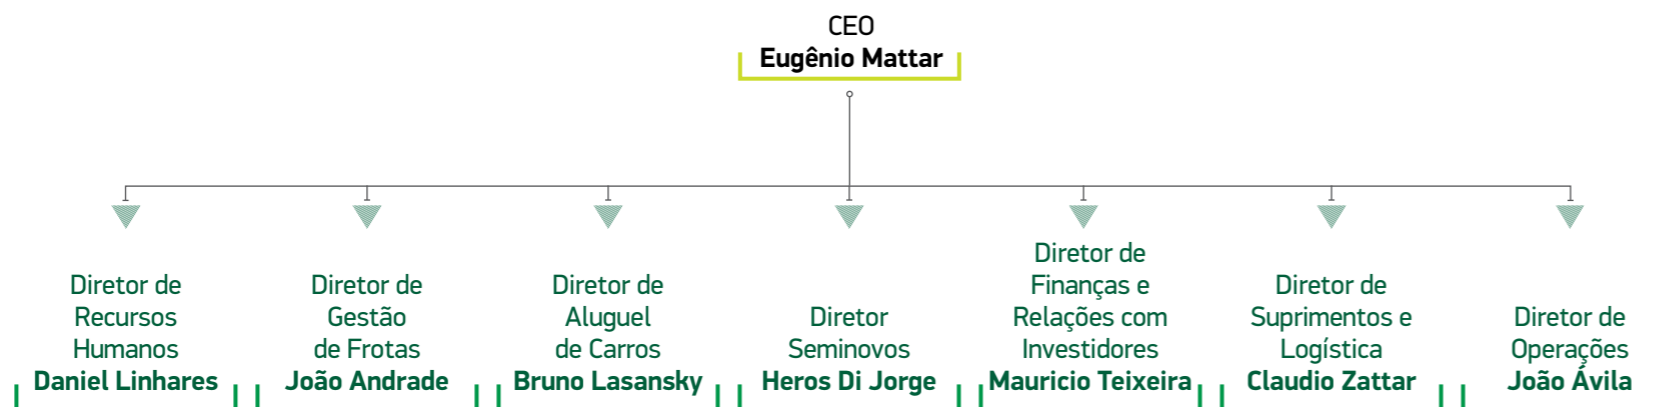 CEO
Eugênio Mattar
Diretor de
Recursos
Humanos
Daniel Linhares
Diretor de
Gestão
de Frotas
João Andrade
Diretor de
Aluguel
de Carros
Bruno Lasansky
Diretor
Seminovos
Heros Di Jorge
Diretor de
Finanças e
Relações com
Investidores
Mauricio Teixeira
Diretor de
Suprimentos e
Logística
Claudio Zattar
Diretor de
Operações
João Ávila